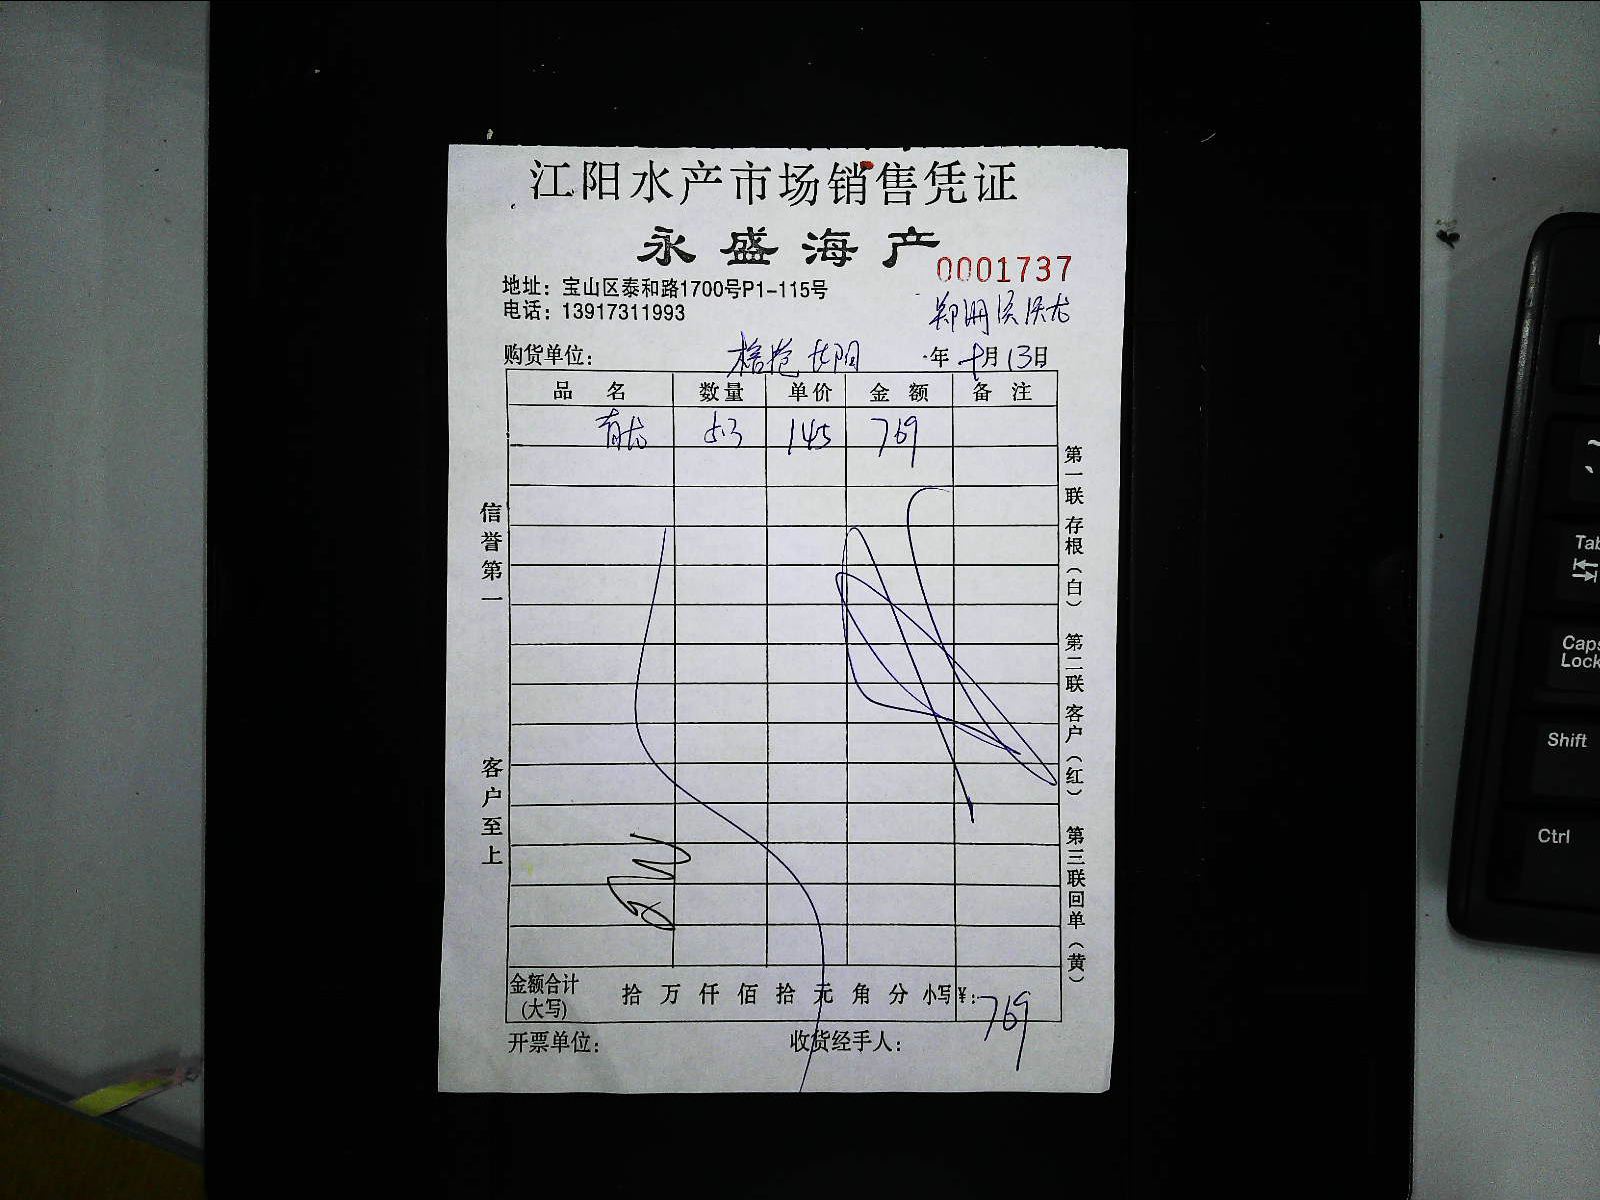 江阳水产市场销售凭证
永盛海产
0001737
地址：宝山区泰和路1700号P1-115号
电话：13917311993
购货单位： 年 十月13日
品名 数量 单价 金额 备注
青龙 5.3 145 769
信誉第一
客户至上
第一联 存根（白） 第二联 客户（红） 第三联回单（黄）
金额合计(大写) 拾 万 仟 佰 拾 元 角 分 小写¥：769
开票单位： 收货经手人：
Tab
Caps Lock
Shift
Ctrl